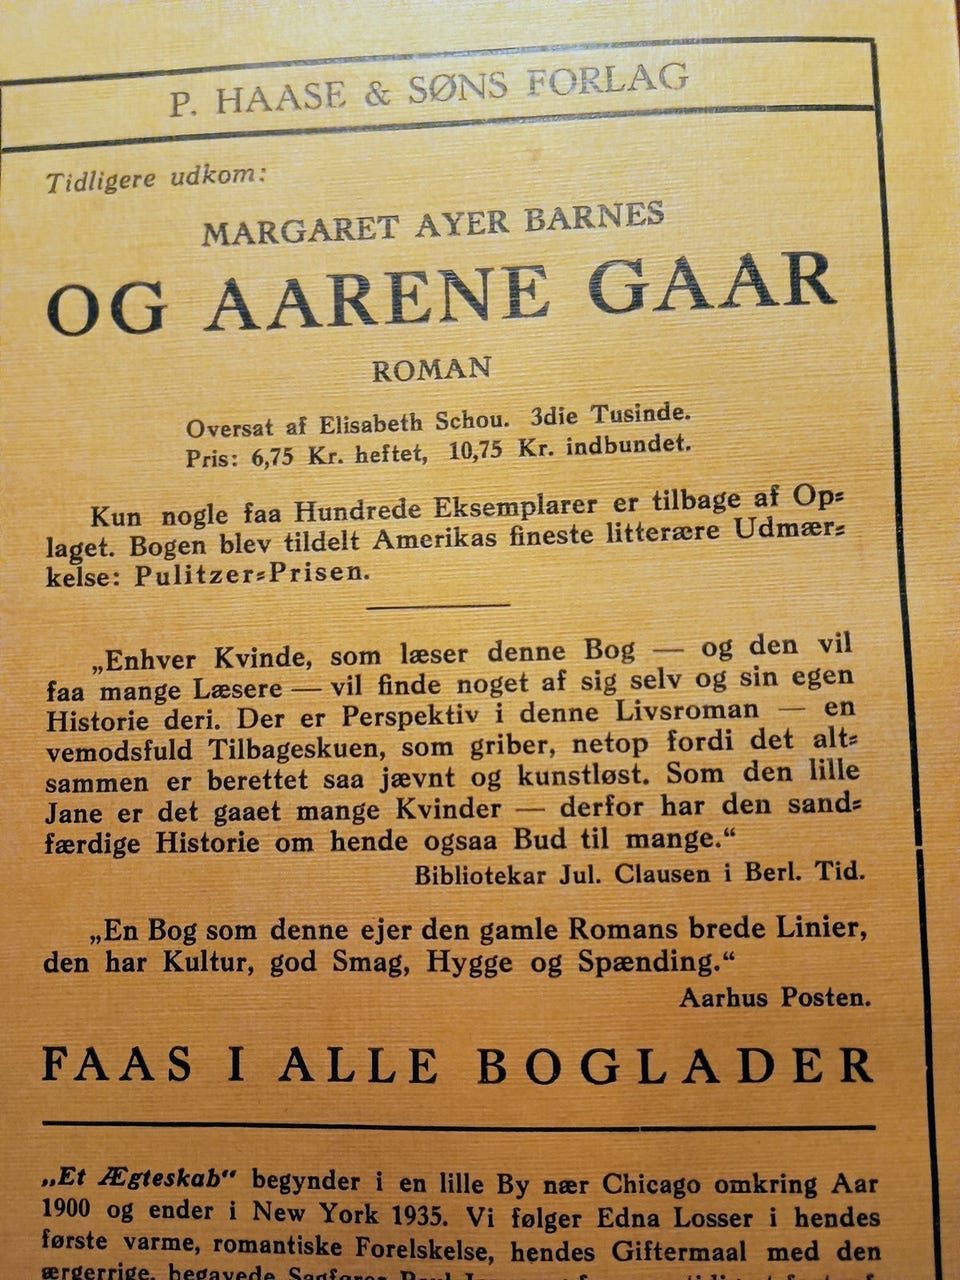 P. HAASE & SØNS FORLAG
Tidligere udkom:
MARGARET AYER BARNES
OG AARENE GAAR
ROMAN
Oversat af Elisabeth Schou. 3die Tusinde.
Pris: 6,75 Kr. heftet, 10,75 Kr. indbundet.
Kun nogle faa Hundrede Eksemplarer er tilbage af Op⸗
laget. Bogen blev tildelt Amerikas fineste litterære Udmær⸗
kelse: Pulitzer⸗Prisen.
„Enhver Kvinde, som læser denne Bog — og den vil
faa mange Læsere — vil finde noget af sig selv og sin egen
Historie deri. Der er Perspektiv i denne Livsroman — en
vemodsfuld Tilbageskuen, som griber, netop fordi det alt⸗
sammen er berettet saa jævnt og kunstløst. Som den lille
Jane er det gaaet mange Kvinder — derfor har den sand⸗
færdige Historie om hende ogsaa Bud til mange.“
Bibliotekar Jul. Clausen i Berl. Tid.
„En Bog som denne ejer den gamle Romans brede Linier,
den har Kultur, god Smag, Hygge og Spænding.“
Aarhus Posten.
FAAS I ALLE BOGLADER
„Et Ægteskab“ begynder i en lille By nær Chicago omkring Aar
1900 og ender i New York 1935. Vi følger Edna Losser i hendes
første varme, romantiske Forelskelse, hendes Giftermaal med den
ærgerrige, begavede Sagfører Paul